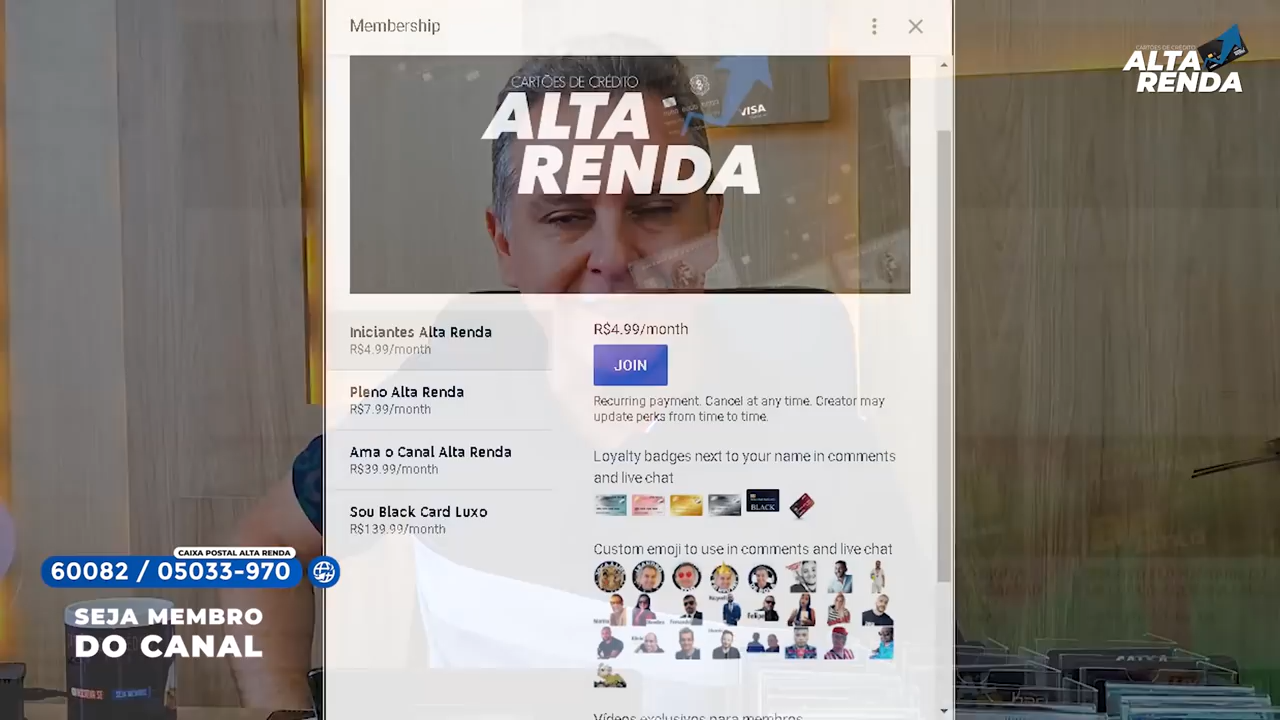 Membership
CARTÕES DE CRÉDITO
ALTA
RENDA
VISA
CARTÕES DE CRÉDITO
ALTA
RENDA
Iniciantes Alta Renda
R$4.99/month
Pleno Alta Renda
R$7.99/month
Ama o Canal Alta Renda
R$39.99/month
Sou Black Card Luxo
R$139.99/month
R$4.99/month
JOIN
Recurring payment. Cancel at any time. Creator may
update perks from time to time.
Loyalty badges next to your name in comments
and live chat
BLACK
Custom emoji to use in comments and live chat
Vídeos exclusivos para membros
CAIXA POSTAL ALTA RENDA
60082 / 05033-970
SEJA MEMBRO
DO CANAL
CAIXA